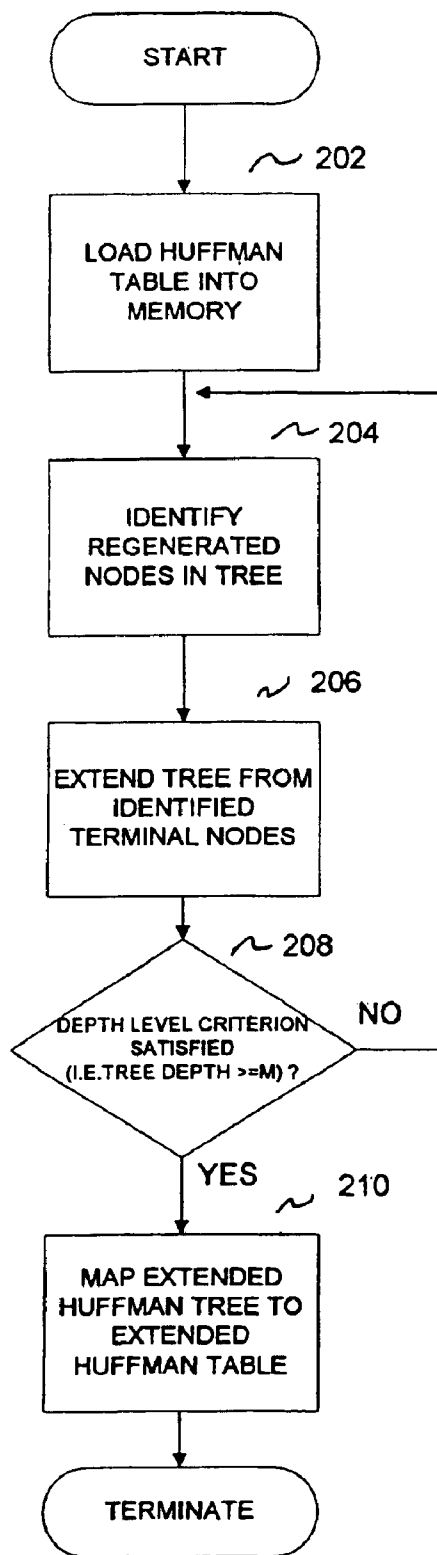 START
202
LOAD HUFFMAN
TABLE INTO
MEMORY
204
IDENTIFY
REGENERATED
NODES IN TREE
206
EXTEND TREE FROM
IDENTIFIED
TERMINAL NODES
208
DEPTH LEVEL CRITERION
SATISFIED
(I.E.TREE DEPTH >=M) ?
NO
YES
210
MAP EXTENDED
HUFFMAN TREE TO
EXTENDED
HUFFMAN TABLE
TERMINATE